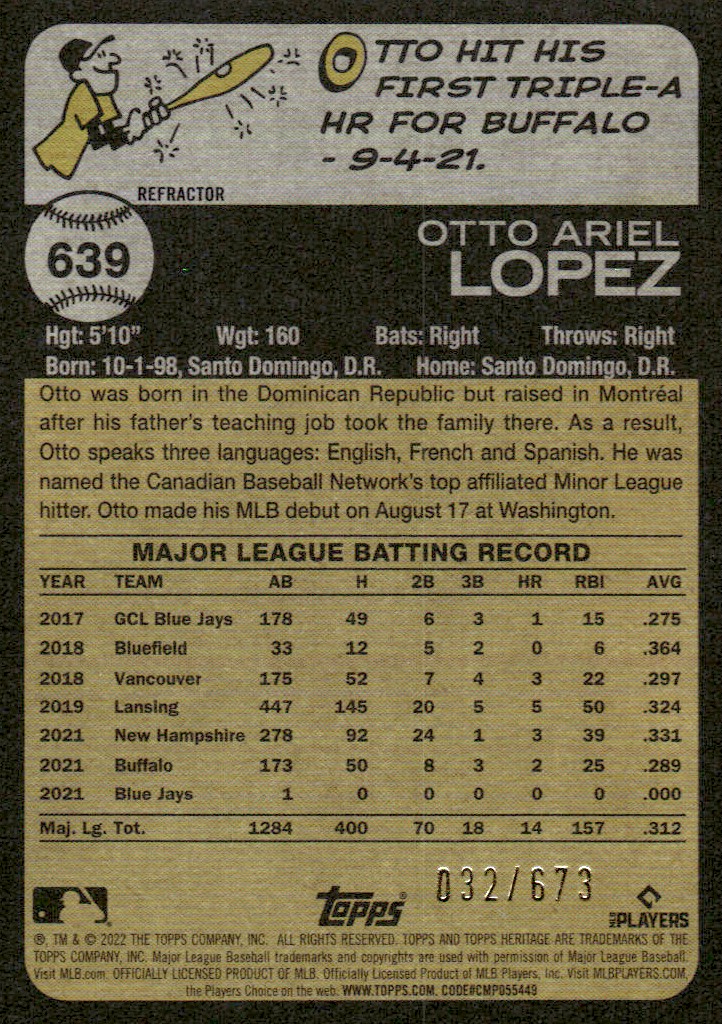 OTTO HIT HIS
FIRST TRIPLE-A
HR FOR BUFFALO
- 9-4-21.
REFRACTOR
639
OTTO ARIEL
LOPEZ
Hgt: 5'10" Wgt: 160 Bats: Right Throws: Right
Born: 10-1-98, Santo Domingo, D.R. Home: Santo Domingo, D.R.
Otto was born in the Dominican Republic but raised in Montréal
after his father's teaching job took the family there. As a result,
Otto speaks three languages: English, French and Spanish. He was
named the Canadian Baseball Network's top affiliated Minor League
hitter. Otto made his MLB debut on August 17 at Washington.
MAJOR LEAGUE BATTING RECORD
YEAR TEAM AB H 2B 3B HR RBI AVG
2017 GCL Blue Jays 178 49 6 3 1 15 .275
2018 Bluefield 33 12 5 2 0 6 .364
2018 Vancouver 175 52 7 4 3 22 .297
2019 Lansing 447 145 20 5 5 50 .324
2021 New Hampshire 278 92 24 1 3 39 .331
2021 Buffalo 173 50 8 3 2 25 .289
2021 Blue Jays 1 0 0 0 0 0 .000
Maj. Lg. Tot. 1284 400 70 18 14 157 .312
032/673
topps®
MLB PLAYERS
®, TM & © 2022 THE TOPPS COMPANY, INC. ALL RIGHTS RESERVED. TOPPS AND TOPPS HERITAGE ARE TRADEMARKS OF THE
TOPPS COMPANY, INC. Major League Baseball trademarks and copyrights are used with permission of Major League Baseball.
Visit MLB.com. OFFICIALLY LICENSED PRODUCT OF MLB. Officially Licensed Product of MLB Players, Inc. Visit MLBPLAYERS.COM,
the Players Choice on the web. WWW.TOPPS.COM. CODE#CMP055449